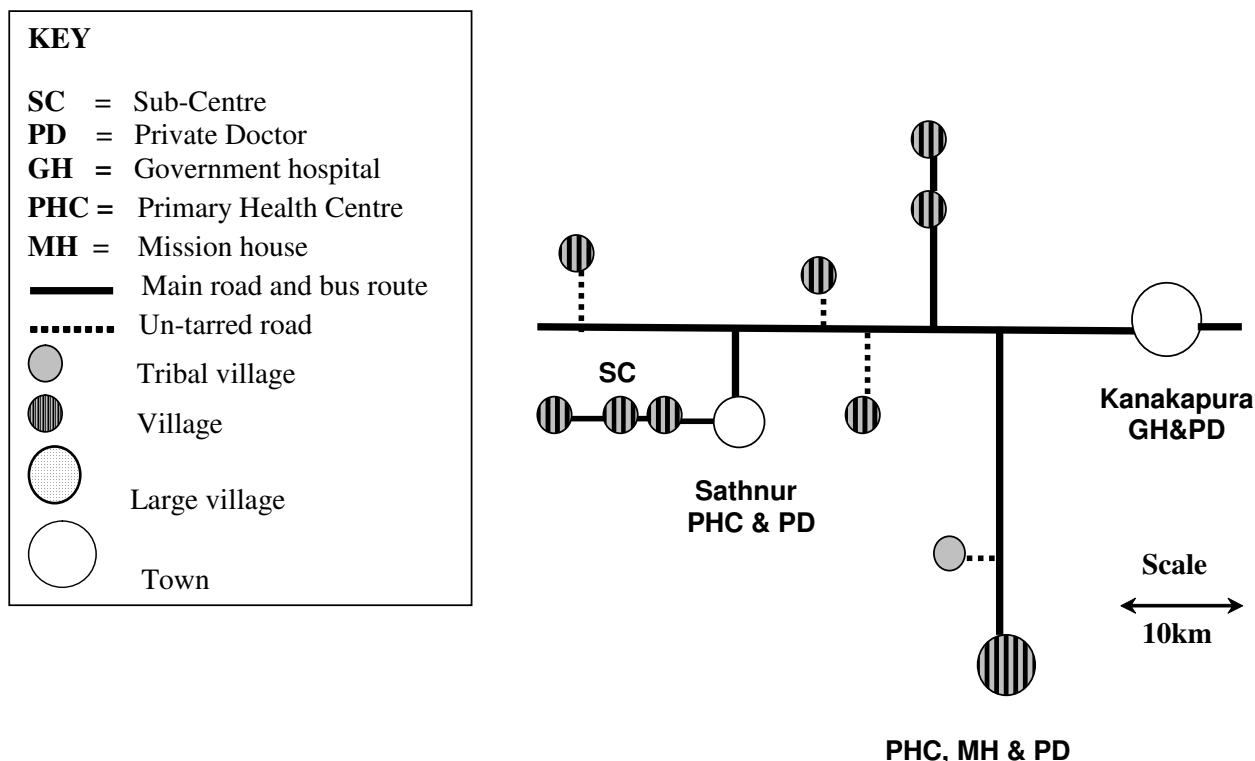 KEY
SC = Sub-Centre
PD = Private Doctor
GH = Government hospital
PHC = Primary Health Centre
MH = Mission house
Main road and bus route
Un-tarred road
Tribal village
Village
Large village
Town
SC
Sathnur
PHC & PD
Kanakapura
GH&PD
Scale
10km
PHC, MH & PD